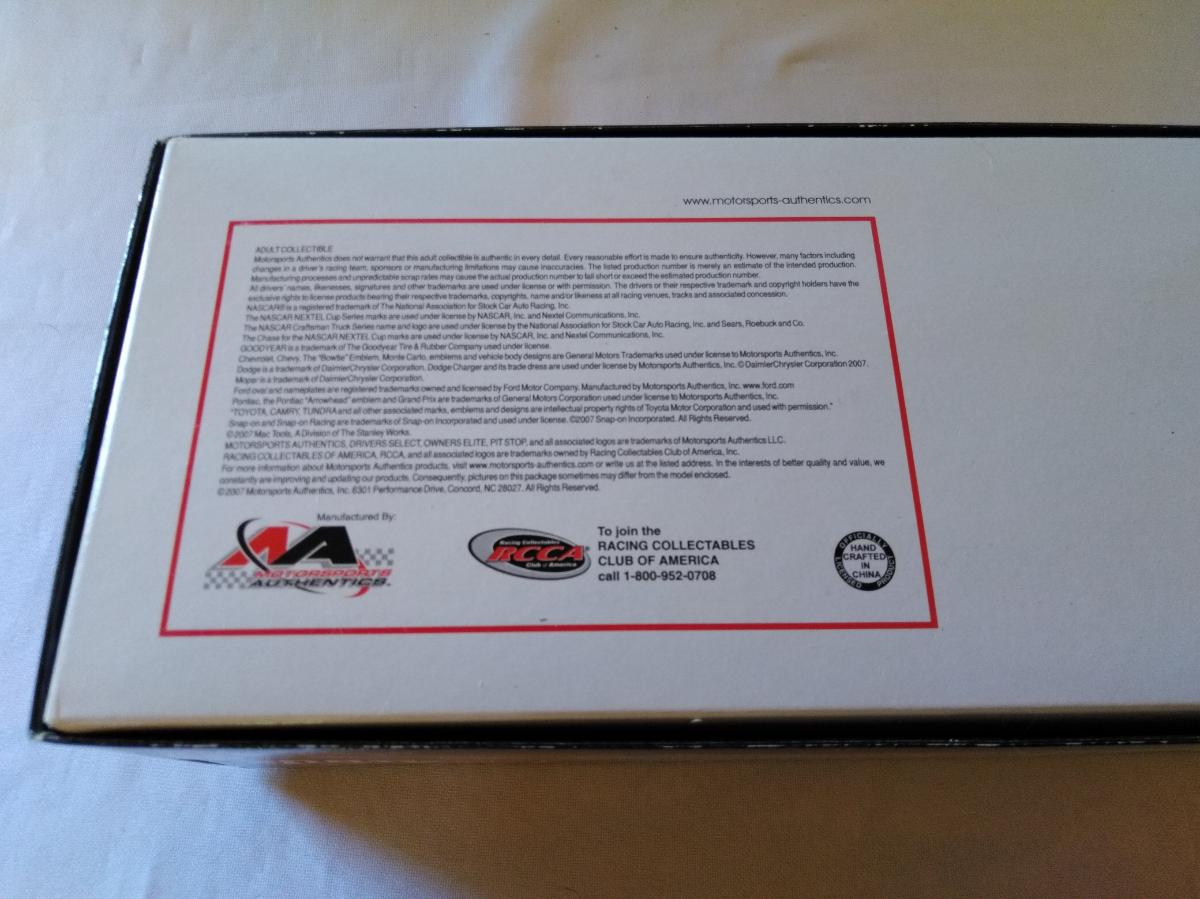 www.motorsports-authentics.com
ADULT COLLECTIBLE
Motorsports Authentics does not warrant that this adult collectible is authentic in every detail. Every reasonable effort is made to ensure authenticity. However, many factors including
changes in a driver's racing team, sponsors or manufacturing limitations may cause inaccuracies. The listed production number is merely an estimate of the intended production.
Manufacturing processes and unpredictable scrap rates may cause the actual production number to fall short or exceed the estimated production number.
All drivers' names, likenesses, signatures and other trademarks are used under license or with permission. The drivers or their respective trademark and copyright holders have the
exclusive rights to license products bearing their respective trademarks, copyrights, name and/or likeness at all racing venues, tracks and associated concession.
NASCAR® is a registered trademark of The National Association for Stock Car Auto Racing, Inc.
The NASCAR NEXTEL Cup Series marks are used under license by NASCAR, Inc. and Nextel Communications, Inc.
The NASCAR Craftsman Truck Series name and logo are used under license by the National Association for Stock Car Auto Racing, Inc. and Sears, Roebuck and Co.
The Chase for the NASCAR NEXTEL Cup marks are used under license by NASCAR, Inc. and Nextel Communications, Inc.
GOODYEAR is a trademark of The Goodyear Tire & Rubber Company used under license.
Chevrolet, Chevy, The "Bowtie" Emblem, Monte Carlo, emblems and vehicle body designs are General Motors Trademarks used under license to Motorsports Authentics, Inc.
Dodge is a trademark of DaimlerChrysler Corporation. Dodge Charger and its trade dress are used under license by Motorsports Authentics, Inc. © DaimlerChrysler Corporation 2007.
Mopar is a trademark of DaimlerChrysler Corporation.
Ford oval and nameplates are registered trademarks owned and licensed by Ford Motor Company. Manufactured by Motorsports Authentics, Inc. www.ford.com
Pontiac, the Pontiac "Arrowhead" emblem and Grand Prix are trademarks of General Motors Corporation used under license to Motorsports Authentics, Inc.
"TOYOTA, CAMRY, TUNDRA and all other associated marks, emblems and designs are intellectual property rights of Toyota Motor Corporation and used with permission."
Snap-on and Snap-on Racing are trademarks of Snap-on Incorporated and used under license. ©2007 Snap-on Incorporated. All Rights Reserved.
©2007 Mac Tools, A Division of The Stanley Works.
MOTORSPORTS AUTHENTICS, DRIVERS SELECT, OWNERS ELITE, PIT STOP, and all associated logos are trademarks of Motorsports Authentics LLC.
RACING COLLECTABLES OF AMERICA, RCCA, and all associated logos are trademarks owned by Racing Collectables Club of America, Inc.
For more information about Motorsports Authentics products, visit www.motorsports-authentics.com or write us at the listed address. In the interests of better quality and value, we
constantly are improving and updating our products. Consequently, pictures on this package sometimes may differ from the model enclosed.
©2007 Motorsports Authentics, Inc. 6301 Performance Drive, Concord, NC 28027. All Rights Reserved.
Manufactured By:
MA
MOTORSPORTS
AUTHENTICS.
Racing Collectables
RCCA
Club of America
To join the
RACING COLLECTABLES
CLUB OF AMERICA
call 1-800-952-0708
OFFICIALLY LICENSED PRODUCT
HAND
CRAFTED
IN
CHINA